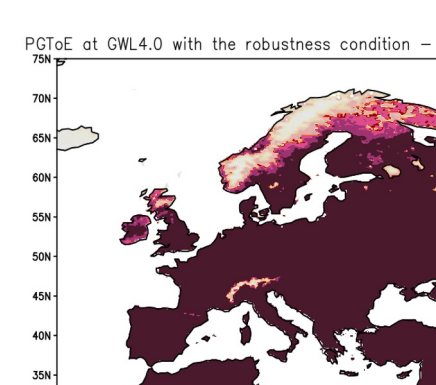 PGToE at GWL4.0 with the robustness condition –
75N
70N
65N
60N
55N
50N
45N
40N
35N